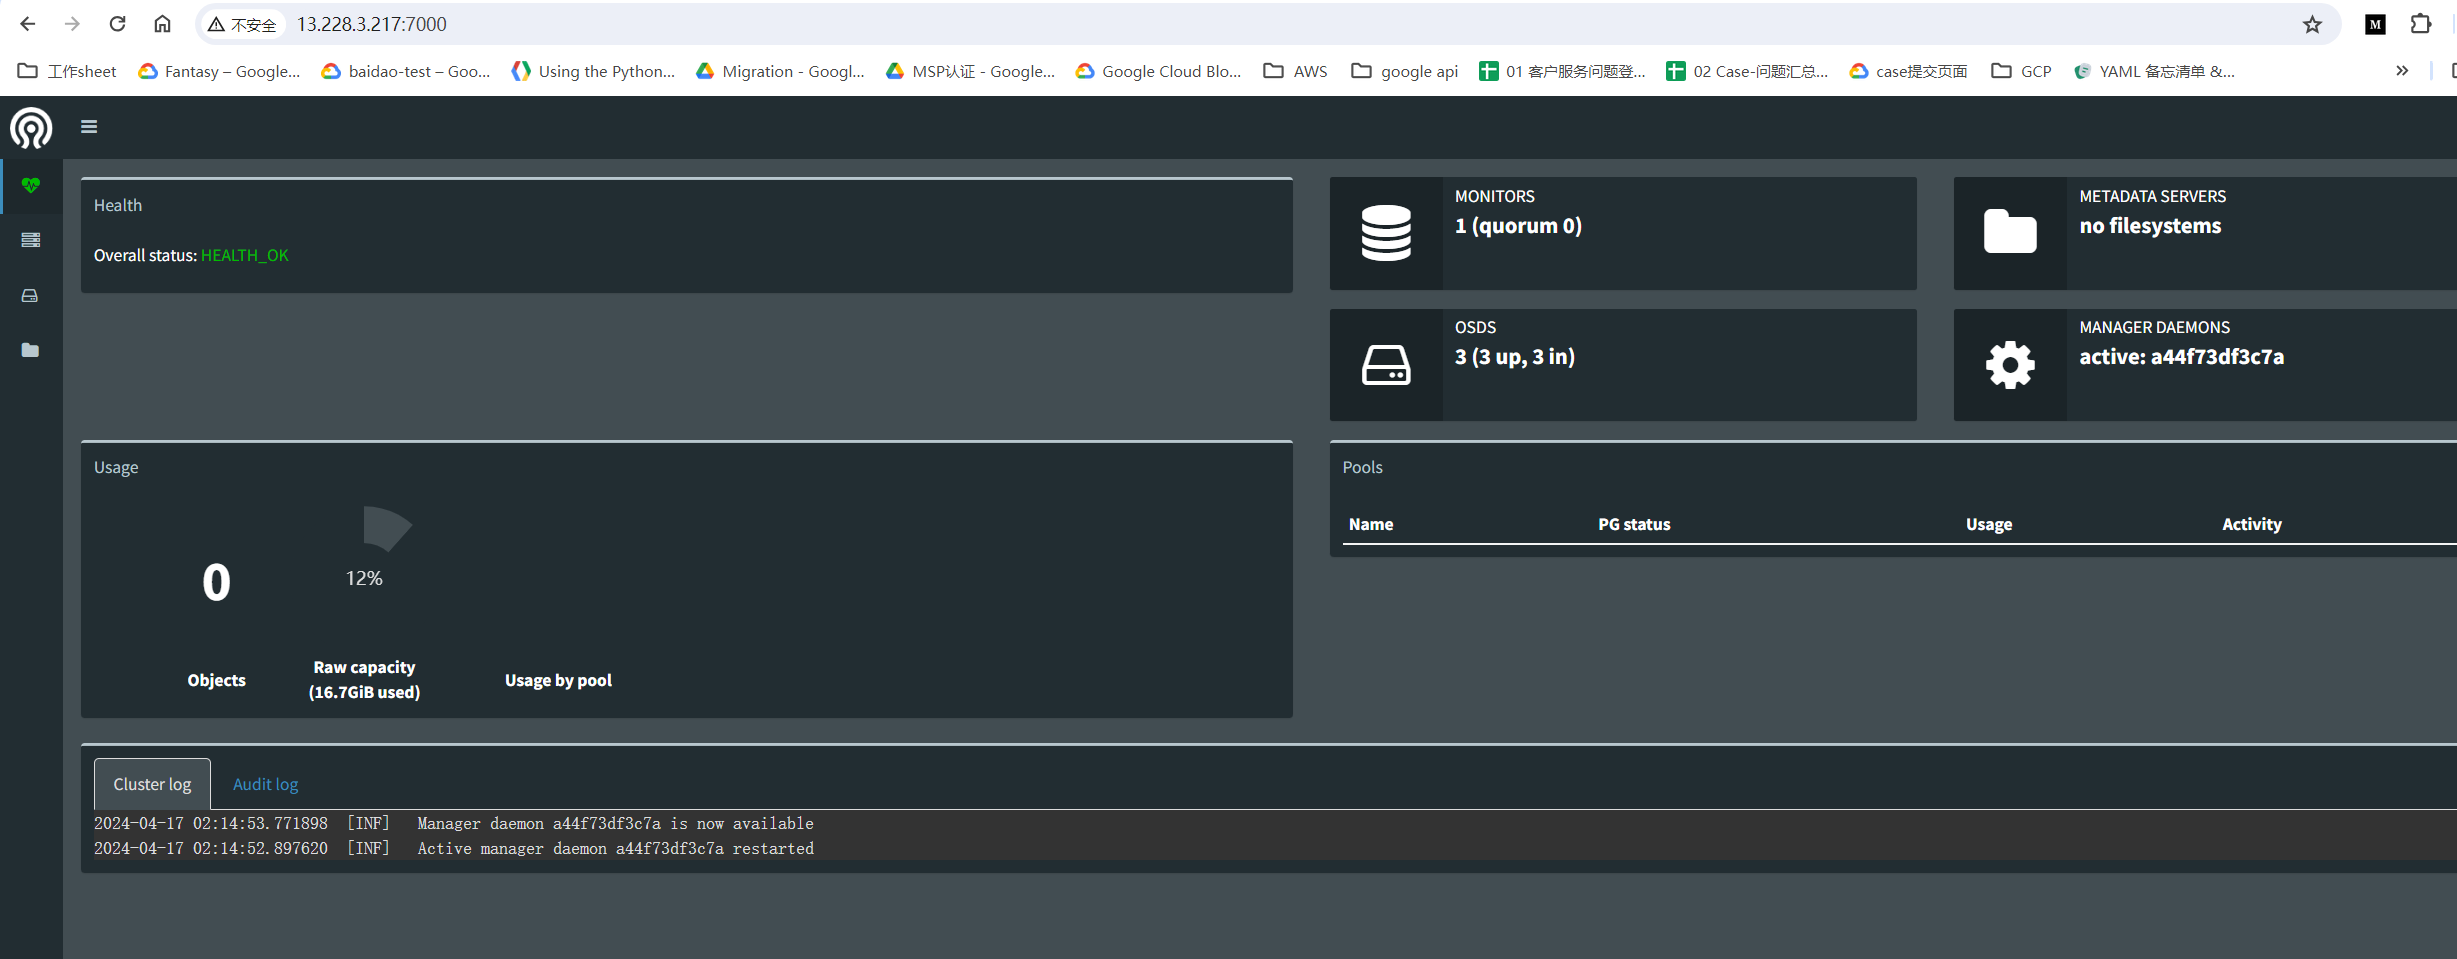 不安全 13.228.3.217:7000
M
工作sheet Fantasy – Google... baidao-test – Goo... Using the Python... Migration - Googl... MSP认证 - Google... Google Cloud Blo... AWS google api 01 客户服务问题登... 02 Case-问题汇总... case提交页面 GCP YAML 备忘清单 &...
Health
Overall status: HEALTH_OK
MONITORS
1 (quorum 0)
METADATA SERVERS
no filesystems
OSDS
3 (3 up, 3 in)
MANAGER DAEMONS
active: a44f73df3c7a
Usage
0
12%
Objects
Raw capacity
(16.7GiB used)
Usage by pool
Pools
Name PG status Usage Activity
Cluster log Audit log
2024-04-17 02:14:53.771898 [INF] Manager daemon a44f73df3c7a is now available
2024-04-17 02:14:52.897620 [INF] Active manager daemon a44f73df3c7a restarted